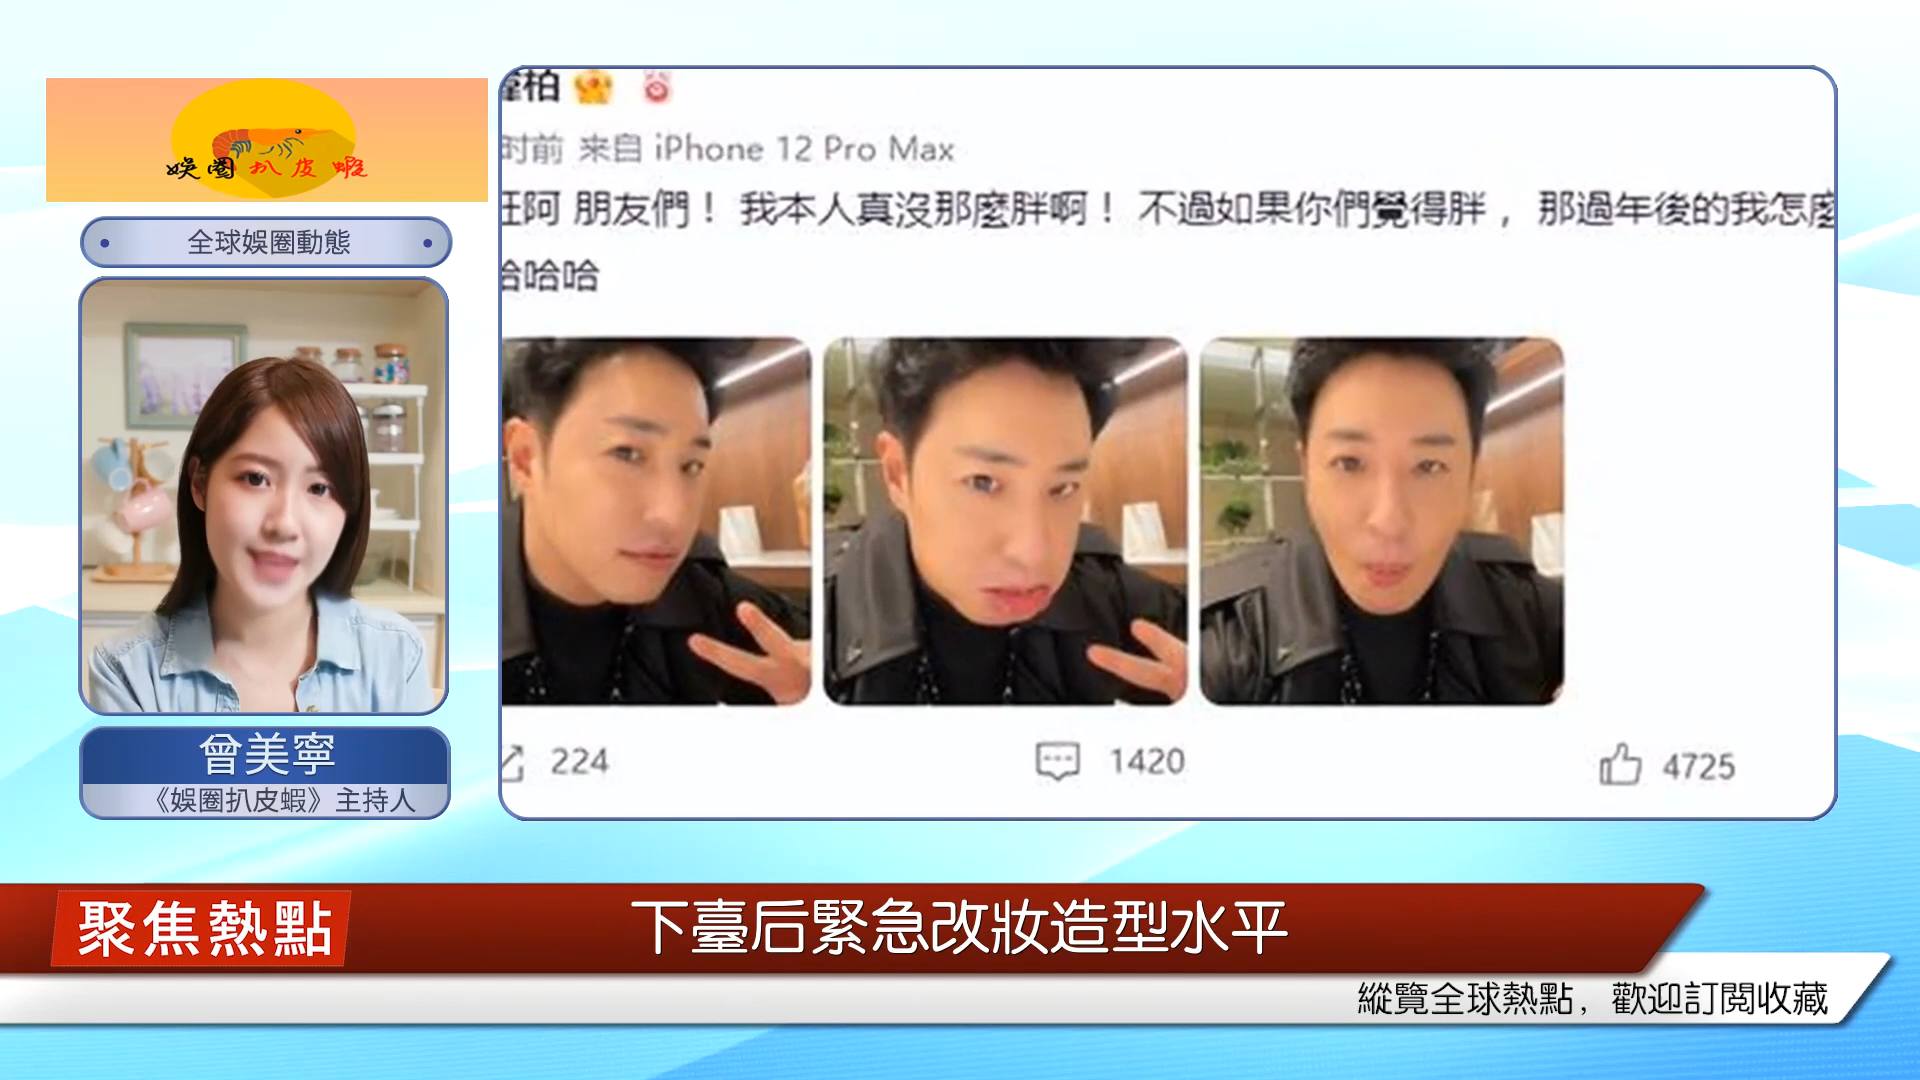 娛圈扒皮蝦
全球娛圈動態
曾美寧
《娛圈扒皮蝦》主持人
柏
时前 来自 iPhone 12 Pro Max
阿 朋友們！ 我本人真沒那麼胖啊！ 不過如果你們覺得胖， 那過年後的我怎麼
哈哈哈
224
1420
4725
聚焦熱點
下臺后緊急改妝造型水平
縱覽全球熱點，歡迎訂閱收藏